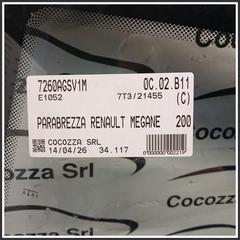 7260AGSV1M 0C.02.B11
E1052 7T3/21455 (C)
PARABREZZA RENAULT MEGANE 200
COCOZZA SRL
14/04/26 34.117
0000000002219
Cocozza Srl
Cocozza